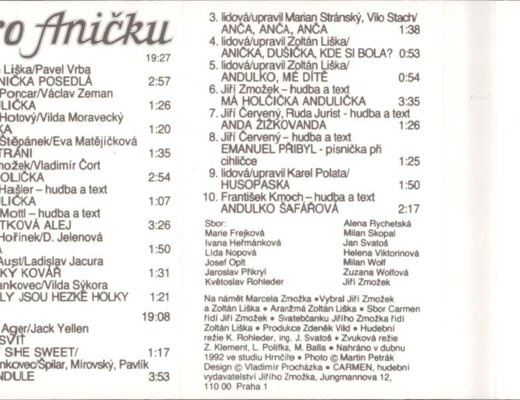 ro Aničku
19:27
Liška/Pavel Vrba
NIČKA POSEDLÁ 2:57
Poncar/Václav Zeman
ULIČKA 1:26
Hotový/Vilda Moravecký
KA 1:20
Štěpánek/Eva Matějíčková
TRÁNI 1:35
možek/Vladimír Čort
OLIČKA 2:54
Hašler – hudba a text
ULIČKA 1:07
Mottl – hudba a text
TKOVÁ ALEJ 3:26
Hořínek/D. Jelenová
A 1:50
Aust/Ladislav Jacura
KÝ KOVÁŘ 1:31
nkovec/Vilda Sýkora
LY JSOU HEZKÉ HOLKY 1:21
19:08
Ager/Jack Yellen
SVIT
T SHE SWEET/ 1:17
ankovec/Špilar, Mírovský, Pavlík
ANDULE 3:53
3. lidová/upravil Marian Stránský, Vilo Stach/
ANČA, ANČA, ANČA 1:38
4. lidová/upravil Zoltán Liška/
ANIČKA, DUŠIČKA, KDE SI BOLA? 0:53
5. lidová/upravil Zoltán Liška/
ANDULKO, MÉ DÍTĚ 0:54
6. Jiří Zmožek – hudba a text
MÁ HOLČIČKA ANDULIČKA 3:35
7. Jiří Červený, Ruda Jurist - hudba a text
ANDA ŽIŽKOVANDA 1:26
8. Jiří Červený – hudba a text
EMANUEL PŘIBYL - písnička při
cihličce 1:25
9. lidová/upravil Karel Polata/
HUSOPASKA 1:50
10. František Kmoch – hudba a text
ANDULKO ŠAFÁŘOVA 2:17
Sbor: Alena Rychetská
Marie Frejková Milan Skopal
Ivana Heřmánková Jan Svatoš
Lída Nopová Helena Viktorinová
Josef Oplt Milan Wolf
Jaroslav Přikryl Zuzana Wolfová
Květoslav Rohleder Jiří Zmožek
Na námět Marcela Zmožka • Vybral Jiří Zmožek
a Zoltán Liška • Aranžmá Zoltán Liška • Sbor Carmen
řídí Jiří Zmožek • Svatebčanku Jiřího Zmožka řídí
Zoltán Liška • Produkce Zdeněk Vild • Hudební
režie K. Rohleder, ing. J. Svatoš • Zvuková režie
Z. Klement, L. Polífka, M. Balla • Nahráno v dubnu
1992 ve studiu Hrnčíře • Photo © Martin Petrák
Design © Vladimír Procházka • CARMEN, hudební
vydavatelství Jiřího Zmožka, Jungmannova 12,
110 00 Praha 1